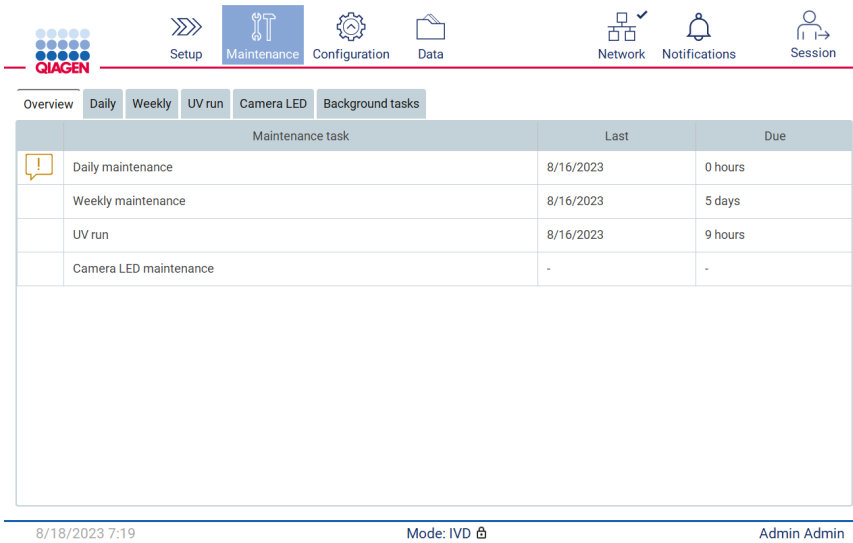 QIAGEN
Setup Maintenance Configuration Data Network Notifications Session
Overview Daily Weekly UV run Camera LED Background tasks
Maintenance task Last Due
! Daily maintenance 8/16/2023 0 hours
Weekly maintenance 8/16/2023 5 days
UV run 8/16/2023 9 hours
Camera LED maintenance - -
8/18/2023 7:19 Mode: IVD Admin Admin